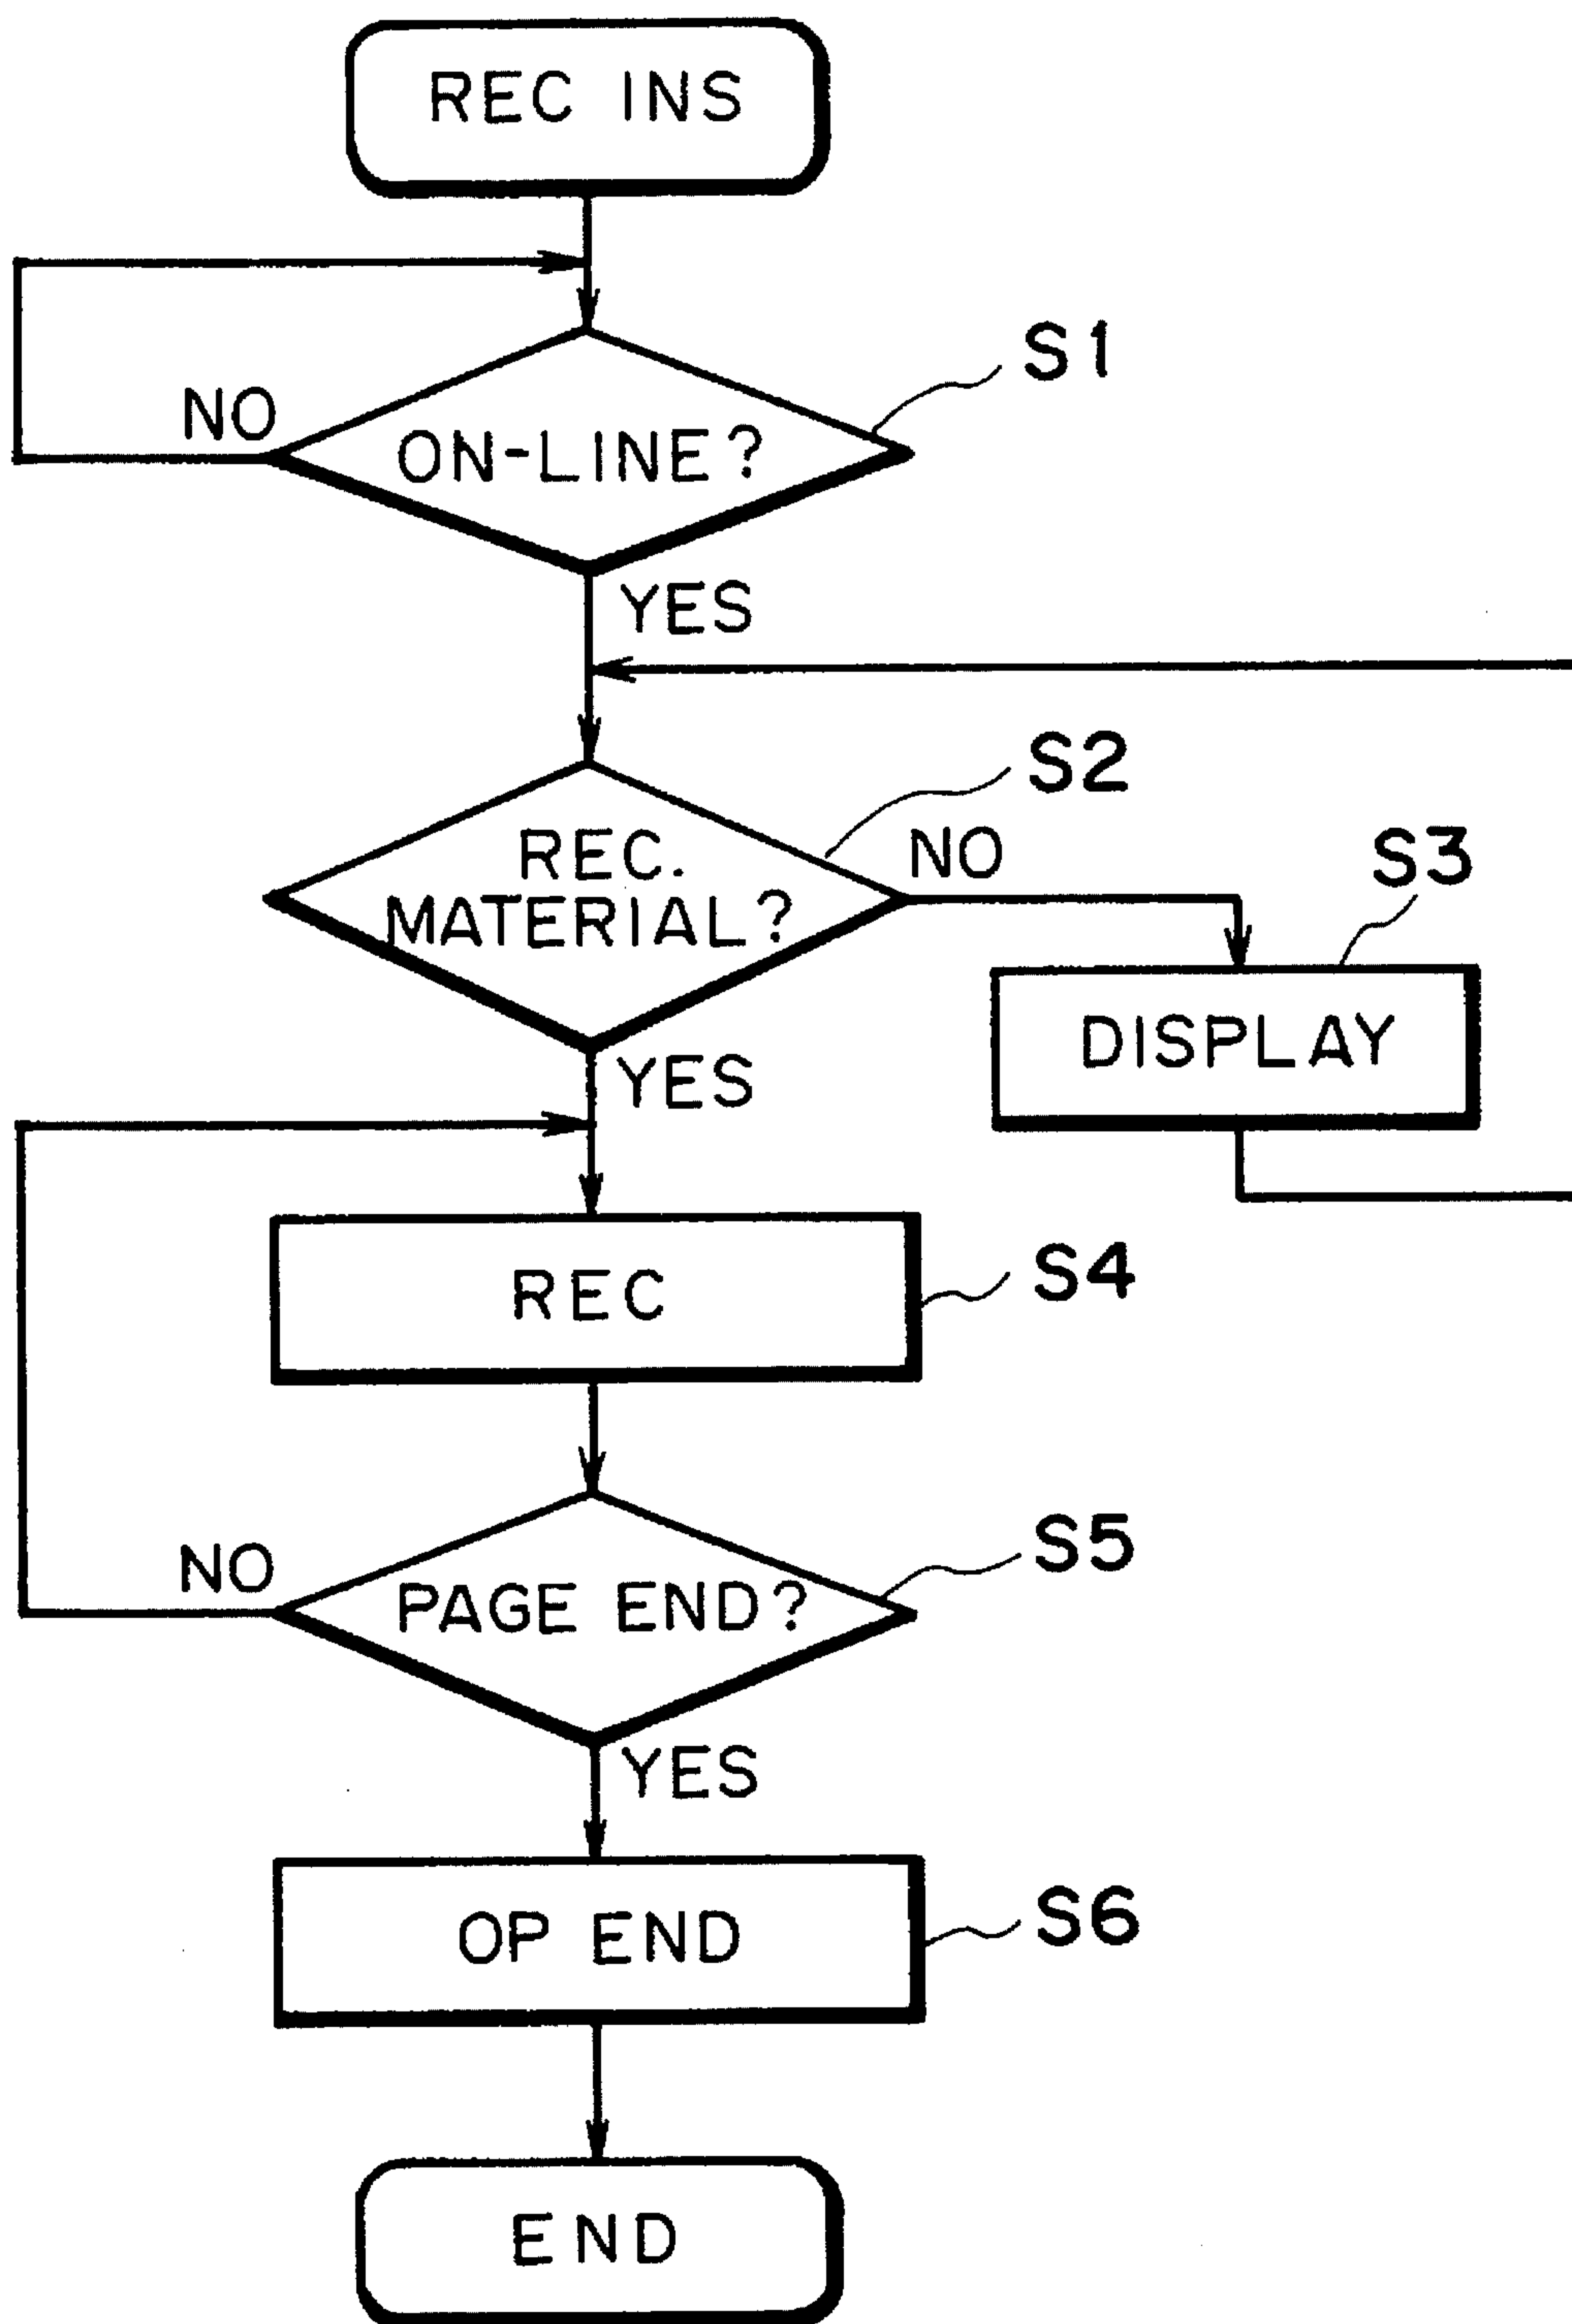 REC INS
S1
NO
ON-LINE?
YES
S2
REC.
MATERIAL?
NO
S3
DISPLAY
YES
REC
S4
S5
NO
PAGE END?
YES
OP END
S6
END